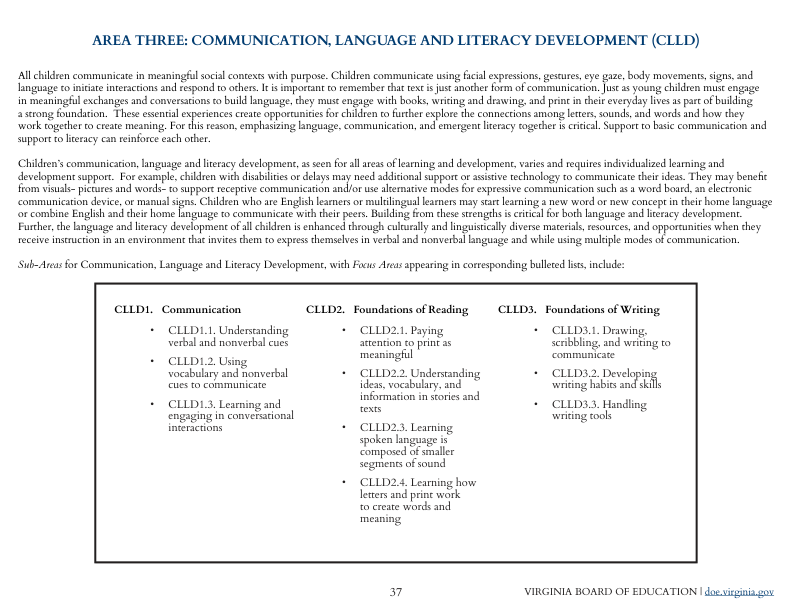 AREA THREE: COMMUNICATION, LANGUAGE AND LITERACY DEVELOPMENT (CLLD)
All children communicate in meaningful social contexts with purpose. Children communicate using facial expressions, gestures, eye gaze, body movements, signs, and
language to initiate interactions and respond to others. It is important to remember that text is just another form of communication. Just as young children must engage
in meaningful exchanges and conversations to build language, they must engage with books, writing and drawing, and print in their everyday lives as part of building
a strong foundation. These essential experiences create opportunities for children to further explore the connections among letters, sounds, and words and how they
work together to create meaning. For this reason, emphasizing language, communication, and emergent literacy together is critical. Support to basic communication and
support to literacy can reinforce each other.
Children's communication, language and literacy development, as seen for all areas of learning and development, varies and requires individualized learning and
development support. For example, children with disabilities or delays may need additional support or assistive technology to communicate their ideas. They may benefit
from visuals- pictures and words- to support receptive communication and/or use alternative modes for expressive communication such as a word board, an electronic
communication device, or manual signs. Children who are English learners or multilingual learners may start learning a new word or new concept in their home language
or combine English and their home language to communicate with their peers. Building from these strengths is critical for both language and literacy development.
Further, the language and literacy development of all children is enhanced through culturally and linguistically diverse materials, resources, and opportunities when they
receive instruction in an environment that invites them to express themselves in verbal and nonverbal language and while using multiple modes of communication.
Sub-Areas for Communication, Language and Literacy Development, with Focus Areas appearing in corresponding bulleted lists, include:
CLLD1. Communication
• CLLD1.1. Understanding
verbal and nonverbal cues
• CLLD1.2. Using
vocabulary and nonverbal
cues to communicate
• CLLD1.3. Learning and
engaging in conversational
interactions
CLLD2. Foundations of Reading
• CLLD2.1. Paying
attention to print as
meaningful
• CLLD2.2. Understanding
ideas, vocabulary, and
information in stories and
texts
• CLLD2.3. Learning
spoken language is
composed of smaller
segments of sound
• CLLD2.4. Learning how
letters and print work
to create words and
meaning
CLLD3. Foundations of Writing
• CLLD3.1. Drawing,
scribbling, and writing to
communicate
• CLLD3.2. Developing
writing habits and skills
• CLLD3.3. Handling
writing tools
37
VIRGINIA BOARD OF EDUCATION | doe.virginia.gov